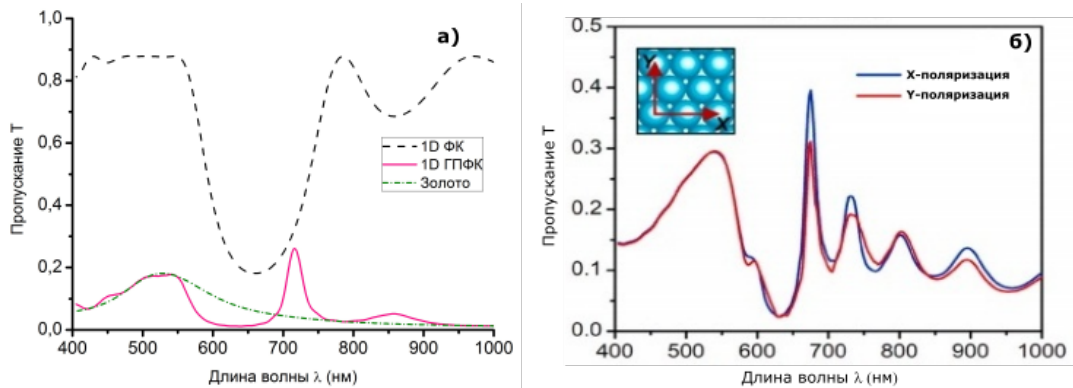 а)
Пропускание T
1,0
0,8
0,6
0,4
0,2
0,0
1D ФК
1D ГПФК
Золото
400 500 600 700 800 900 1000
Длина волны λ (нм)
б)
Пропускание T
0.5
0.4
0.3
0.2
0.1
0.0
Y
X
X-поляризация
Y-поляризация
400 500 600 700 800 900 1000
Длина волны λ (нм)